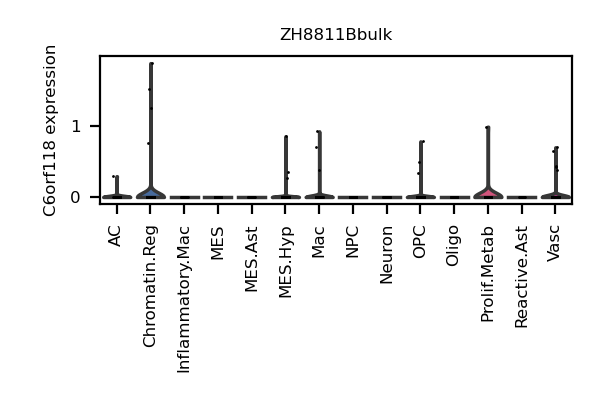 ZH8811Bbulk
C6orf118 expression
1
0
AC
Chromatin.Reg
Inflammatory.Mac
MES
MES.Ast
MES.Hyp
Mac
NPC
Neuron
OPC
Oligo
Prolif.Metab
Reactive.Ast
Vasc